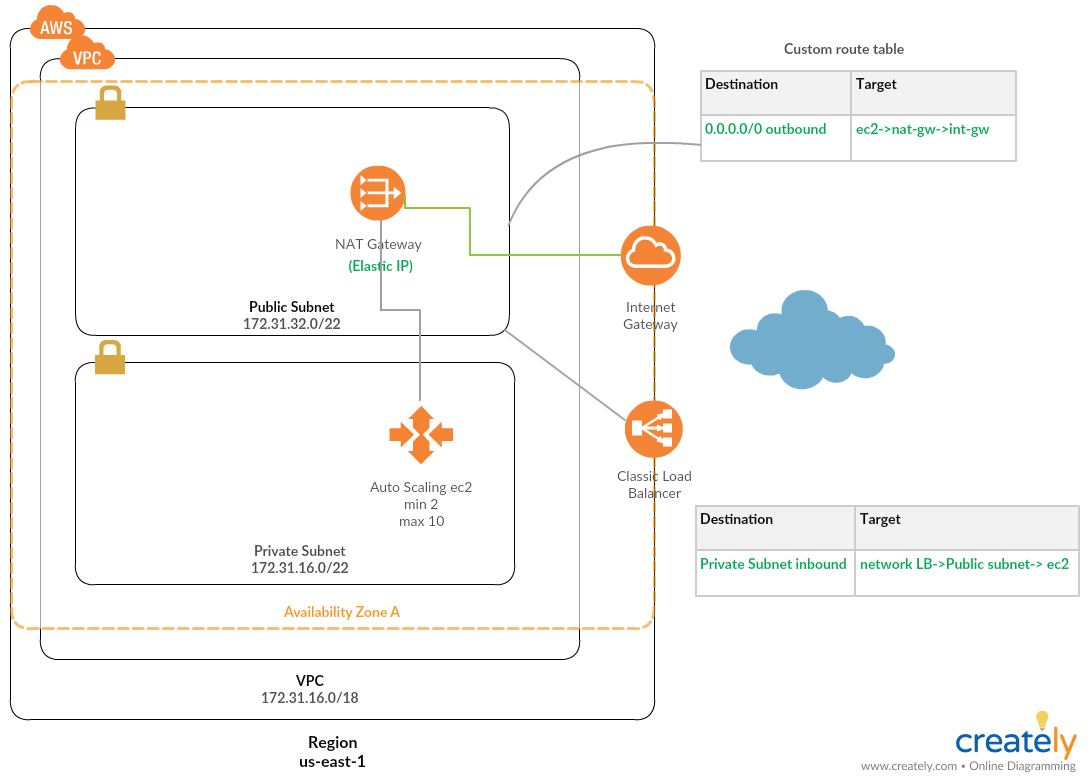 AWS
VPC
Custom route table
Destination
Target
0.0.0.0/0 outbound
ec2->nat-gw->int-gw
NAT Gateway
(Elastic IP)
Public Subnet
172.31.32.0/22
Internet
Gateway
Auto Scaling ec2
min 2
max 10
Private Subnet
172.31.16.0/22
Classic Load
Balancer
Destination
Target
Private Subnet inbound
network LB->Public subnet-> ec2
Availability Zone A
VPC
172.31.16.0/18
Region
us-east-1
creately
www.creately.com • Online Diagramming